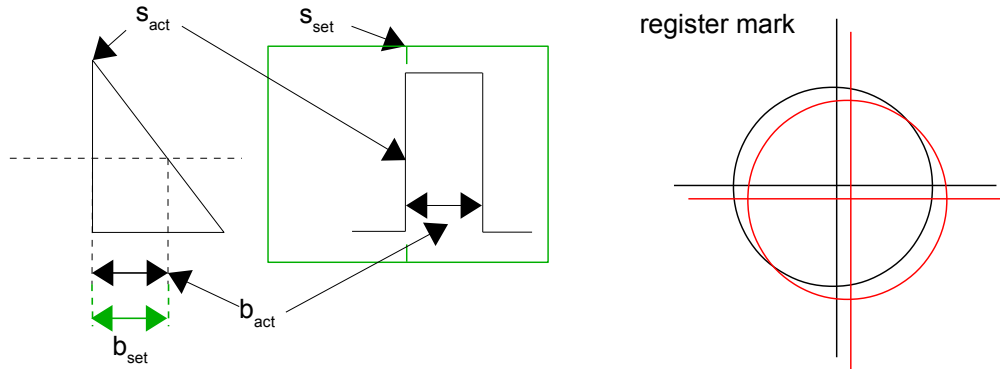 s_act
s_set
register mark
b_act
b_set